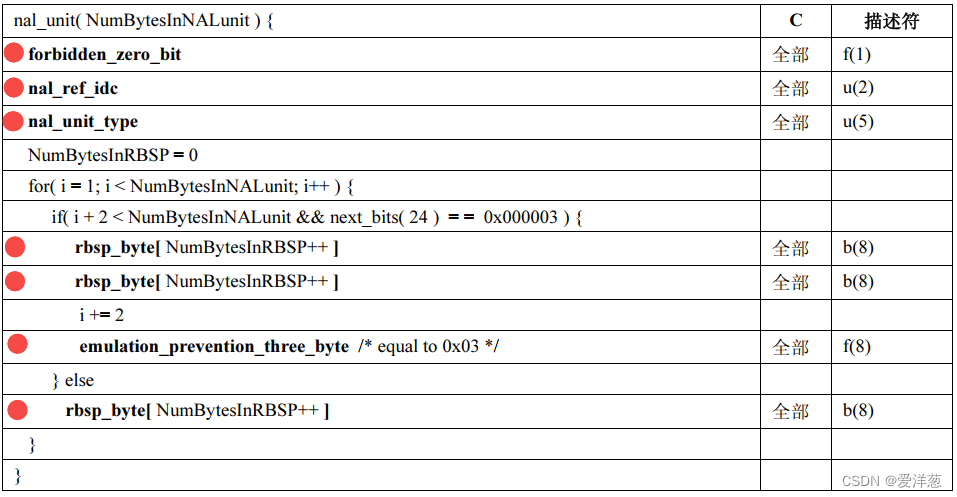 nal_unit( NumBytesInNALunit ) { C 描述符
forbidden_zero_bit 全部 f(1)
nal_ref_idc 全部 u(2)
nal_unit_type 全部 u(5)
NumBytesInRBSP = 0
for( i = 1; i < NumBytesInNALunit; i++ ) {
if( i + 2 < NumBytesInNALunit && next_bits( 24 ) = = 0x000003 ) {
rbsp_byte[ NumBytesInRBSP++ ] 全部 b(8)
rbsp_byte[ NumBytesInRBSP++ ] 全部 b(8)
i += 2
emulation_prevention_three_byte /* equal to 0x03 */ 全部 f(8)
} else
rbsp_byte[ NumBytesInRBSP++ ] 全部 b(8)
}
}
CSDN @爱洋葱